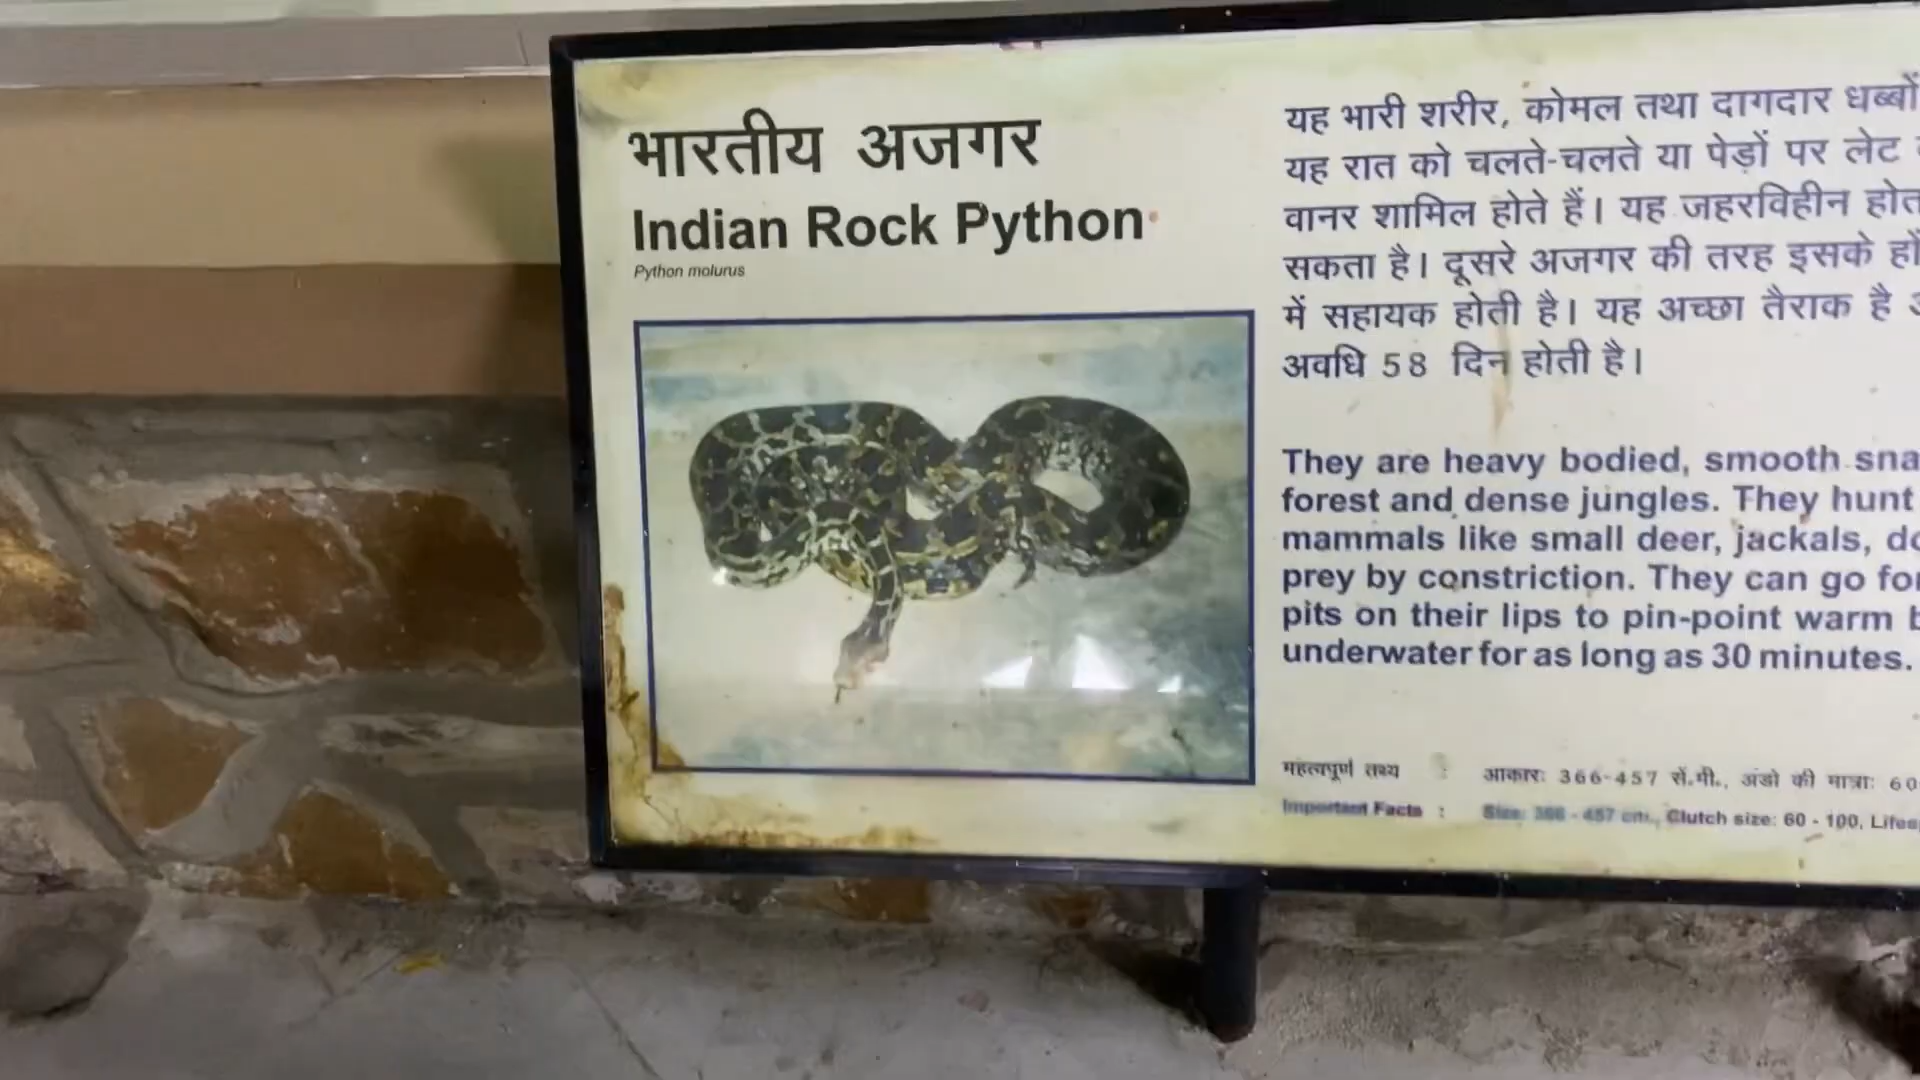 भारतीय अजगर
Indian Rock Python
Python molurus
यह भारी शरीर, कोमल तथा दागदार धब्बों
यह रात को चलते-चलते या पेड़ों पर लेट
वानर शामिल होते हैं। यह जहरविहीन
सकता है। दूसरे अजगर की तरह इसके
में सहायक होती है। यह अच्छा तैराक है
अवधि 58 दिन होती है।
They are heavy bodied, smooth
forest and dense jungles. They hunt
mammals like small deer, jackals,
prey by constriction. They can go
pits on their lips to pin-point warm
underwater for as long as 30 minutes.
महत्वपूर्ण तथ्य : आकारः 366-457 सें.मी., अंडो की मात्राः 60
Important Facts : Size: 366 - 457 cm., Clutch size: 60 - 100,